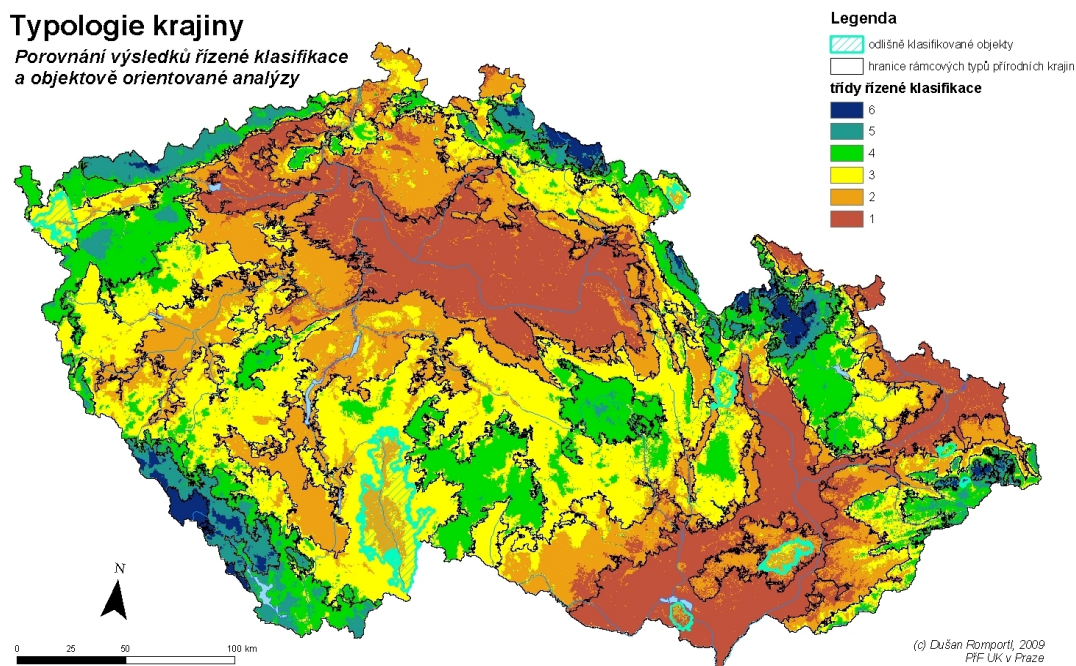 Typologie krajiny
Porovnání výsledků řízené klasifikace
a objektově orientované analýzy
Legenda
odlišně klasifikované objekty
hranice rámcových typů přírodních krajin
třídy řízené klasifikace
6
5
4
3
2
1
N
0 25 50 100 km
(c) Dušan Romportl, 2009
PřF UK v Praze